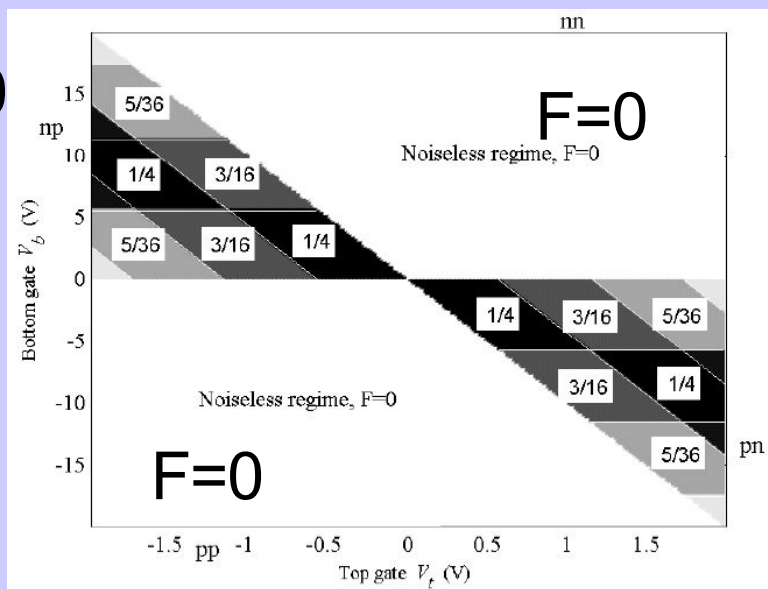 nn
F=0
Noiseless regime, F=0
15
np
10
5
0
-5
-10
-15
Bottom gate V_b (V)
5/36
1/4
3/16
5/36
3/16
1/4
1/4
3/16
5/36
3/16
1/4
5/36
pn
Noiseless regime, F=0
F=0
-1.5
pp
-1
-0.5
0
0.5
1
1.5
Top gate V_t (V)